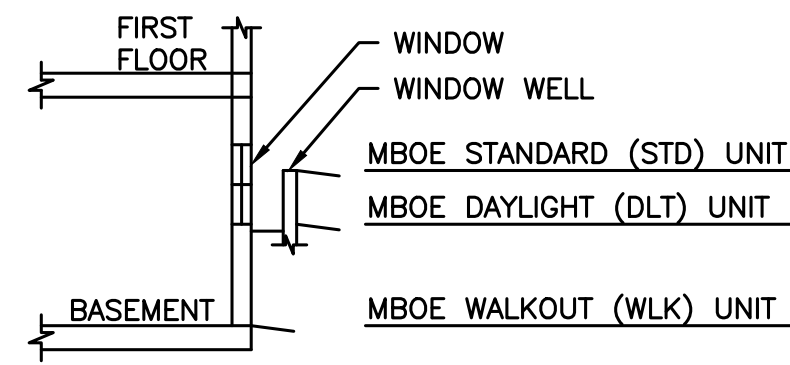 FIRST
FLOOR
WINDOW
WINDOW WELL
MBOE STANDARD (STD) UNIT
MBOE DAYLIGHT (DLT) UNIT
BASEMENT
MBOE WALKOUT (WLK) UNIT